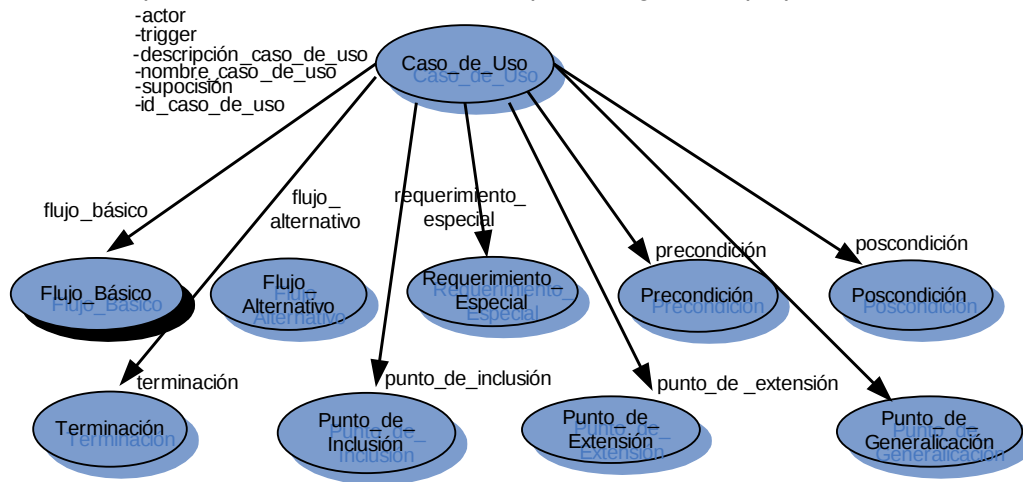 -actor
-trigger
-descripción_caso_de_uso
-nombre_caso_de_uso
-supocisión
-id_caso_de_uso
Caso_de_Uso
flujo_básico
flujo_
alternativo
requerimiento_
especial
precondición
poscondición
Flujo_Básico
Flujo_
Alternativo
Requerimiento_
Especial
Precondición
Poscondición
terminación
punto_de_inclusión
punto_de _extensión
Terminación
Punto_de_
Inclusión
Punto_de_
Extensión
Punto_de_
Generalicación